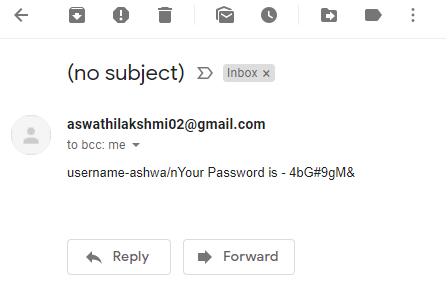 (no subject)
Inbox ×
aswathilakshmi02@gmail.com
to bcc: me
username-ashwa/nYour Password is - 4bG#9gM&
Reply
Forward